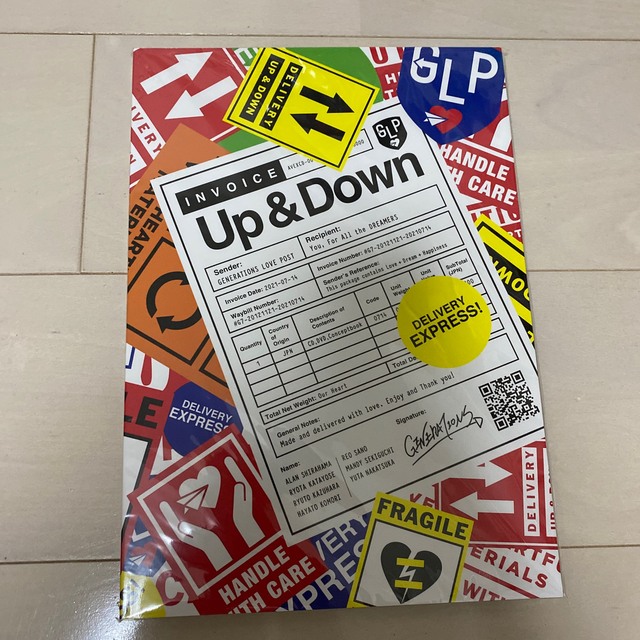 DELIVERY
UP & DOWN
GLP
HANDLE
WITH CARE
GLP
INVOICE
Up & Down
Sender:
GENERATIONS LOVE POST
Recipient:
You, For All the DREAMERS
Invoice Date: 2021-07-14
Invoice Number: #G7-20121121-20210714
Waybill Number:
#G7-20121121-20210714
Sender's Reference:
This package contains Love + Dream + Happiness
Quantity
Country of Origin
Description of Contents
Code
Unit
SubTotal (JPN)
1
JPN
CD,DVD,Conceptbook
0714
DELIVERY
EXPRESS!
Total Net Weight: Our Heart
General Notes:
Made and delivered with love. Enjoy and Thank you!
Name:
ALAN SHIRAHAMA
RYOTA KATAYOSE
RYUTO KAZUHARA
HAYATO KOMORI
REO SANO
MANDY SEKIGUCHI
YUTA NAKATSUKA
Signature:
GENERATIONS
DELIVERY
EXPRESS!
HANDLE
WITH CARE
FRAGILE
DELIVERY